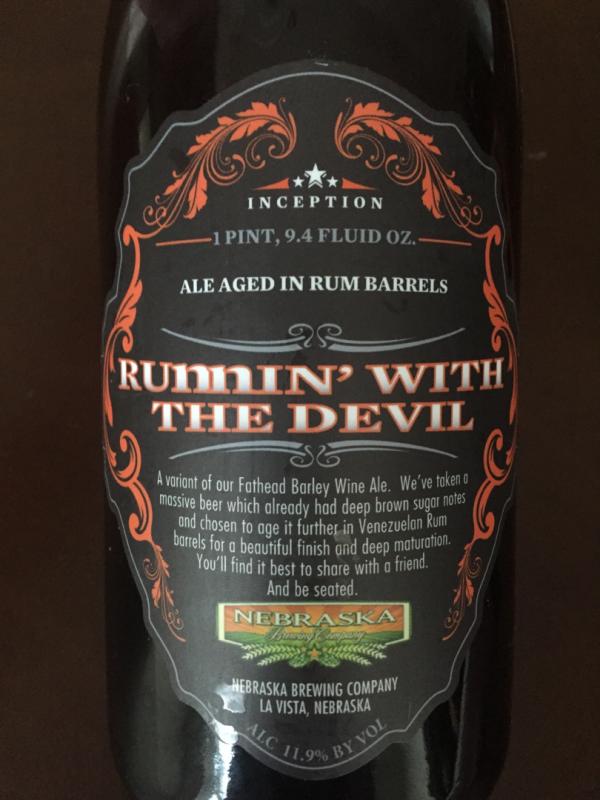 INCEPTION
1 PINT, 9.4 FLUID OZ.
ALE AGED IN RUM BARRELS
RUNNIN' WITH
THE DEVIL
A variant of our Fathead Barley Wine Ale. We've taken a
massive beer which already had deep brown sugar notes
and chosen to age it further in Venezuelan Rum
barrels for a beautiful finish and deep maturation.
You'll find it best to share with a friend.
And be seated.
NEBRASKA
Brewing Company
NEBRASKA BREWING COMPANY
LA VISTA, NEBRASKA
ALC 11.9% BY VOL